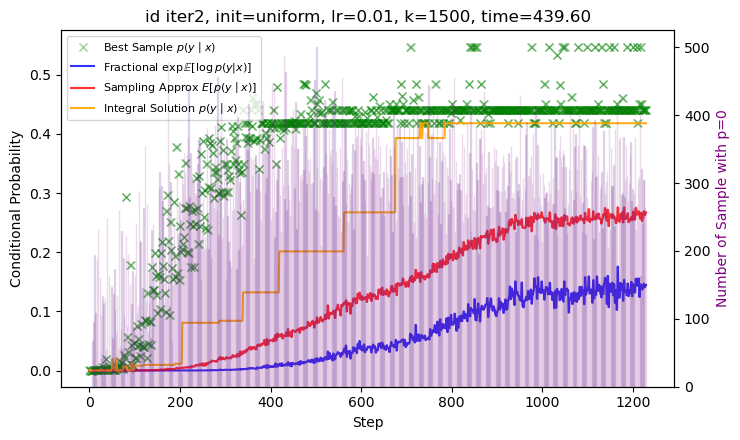 id iter2, init=uniform, lr=0.01, k=1500, time=439.60
Best Sample p(y | x)
Fractional exp 𝔼[log p(y|x)]
Sampling Approx E[p(y | x)]
Integral Solution p(y | x)
Conditional Probability
0.5
0.4
0.3
0.2
0.1
0.0
500
400
300
200
100
0
Number of Sample with p=0
0
200
400
600
800
1000
1200
Step